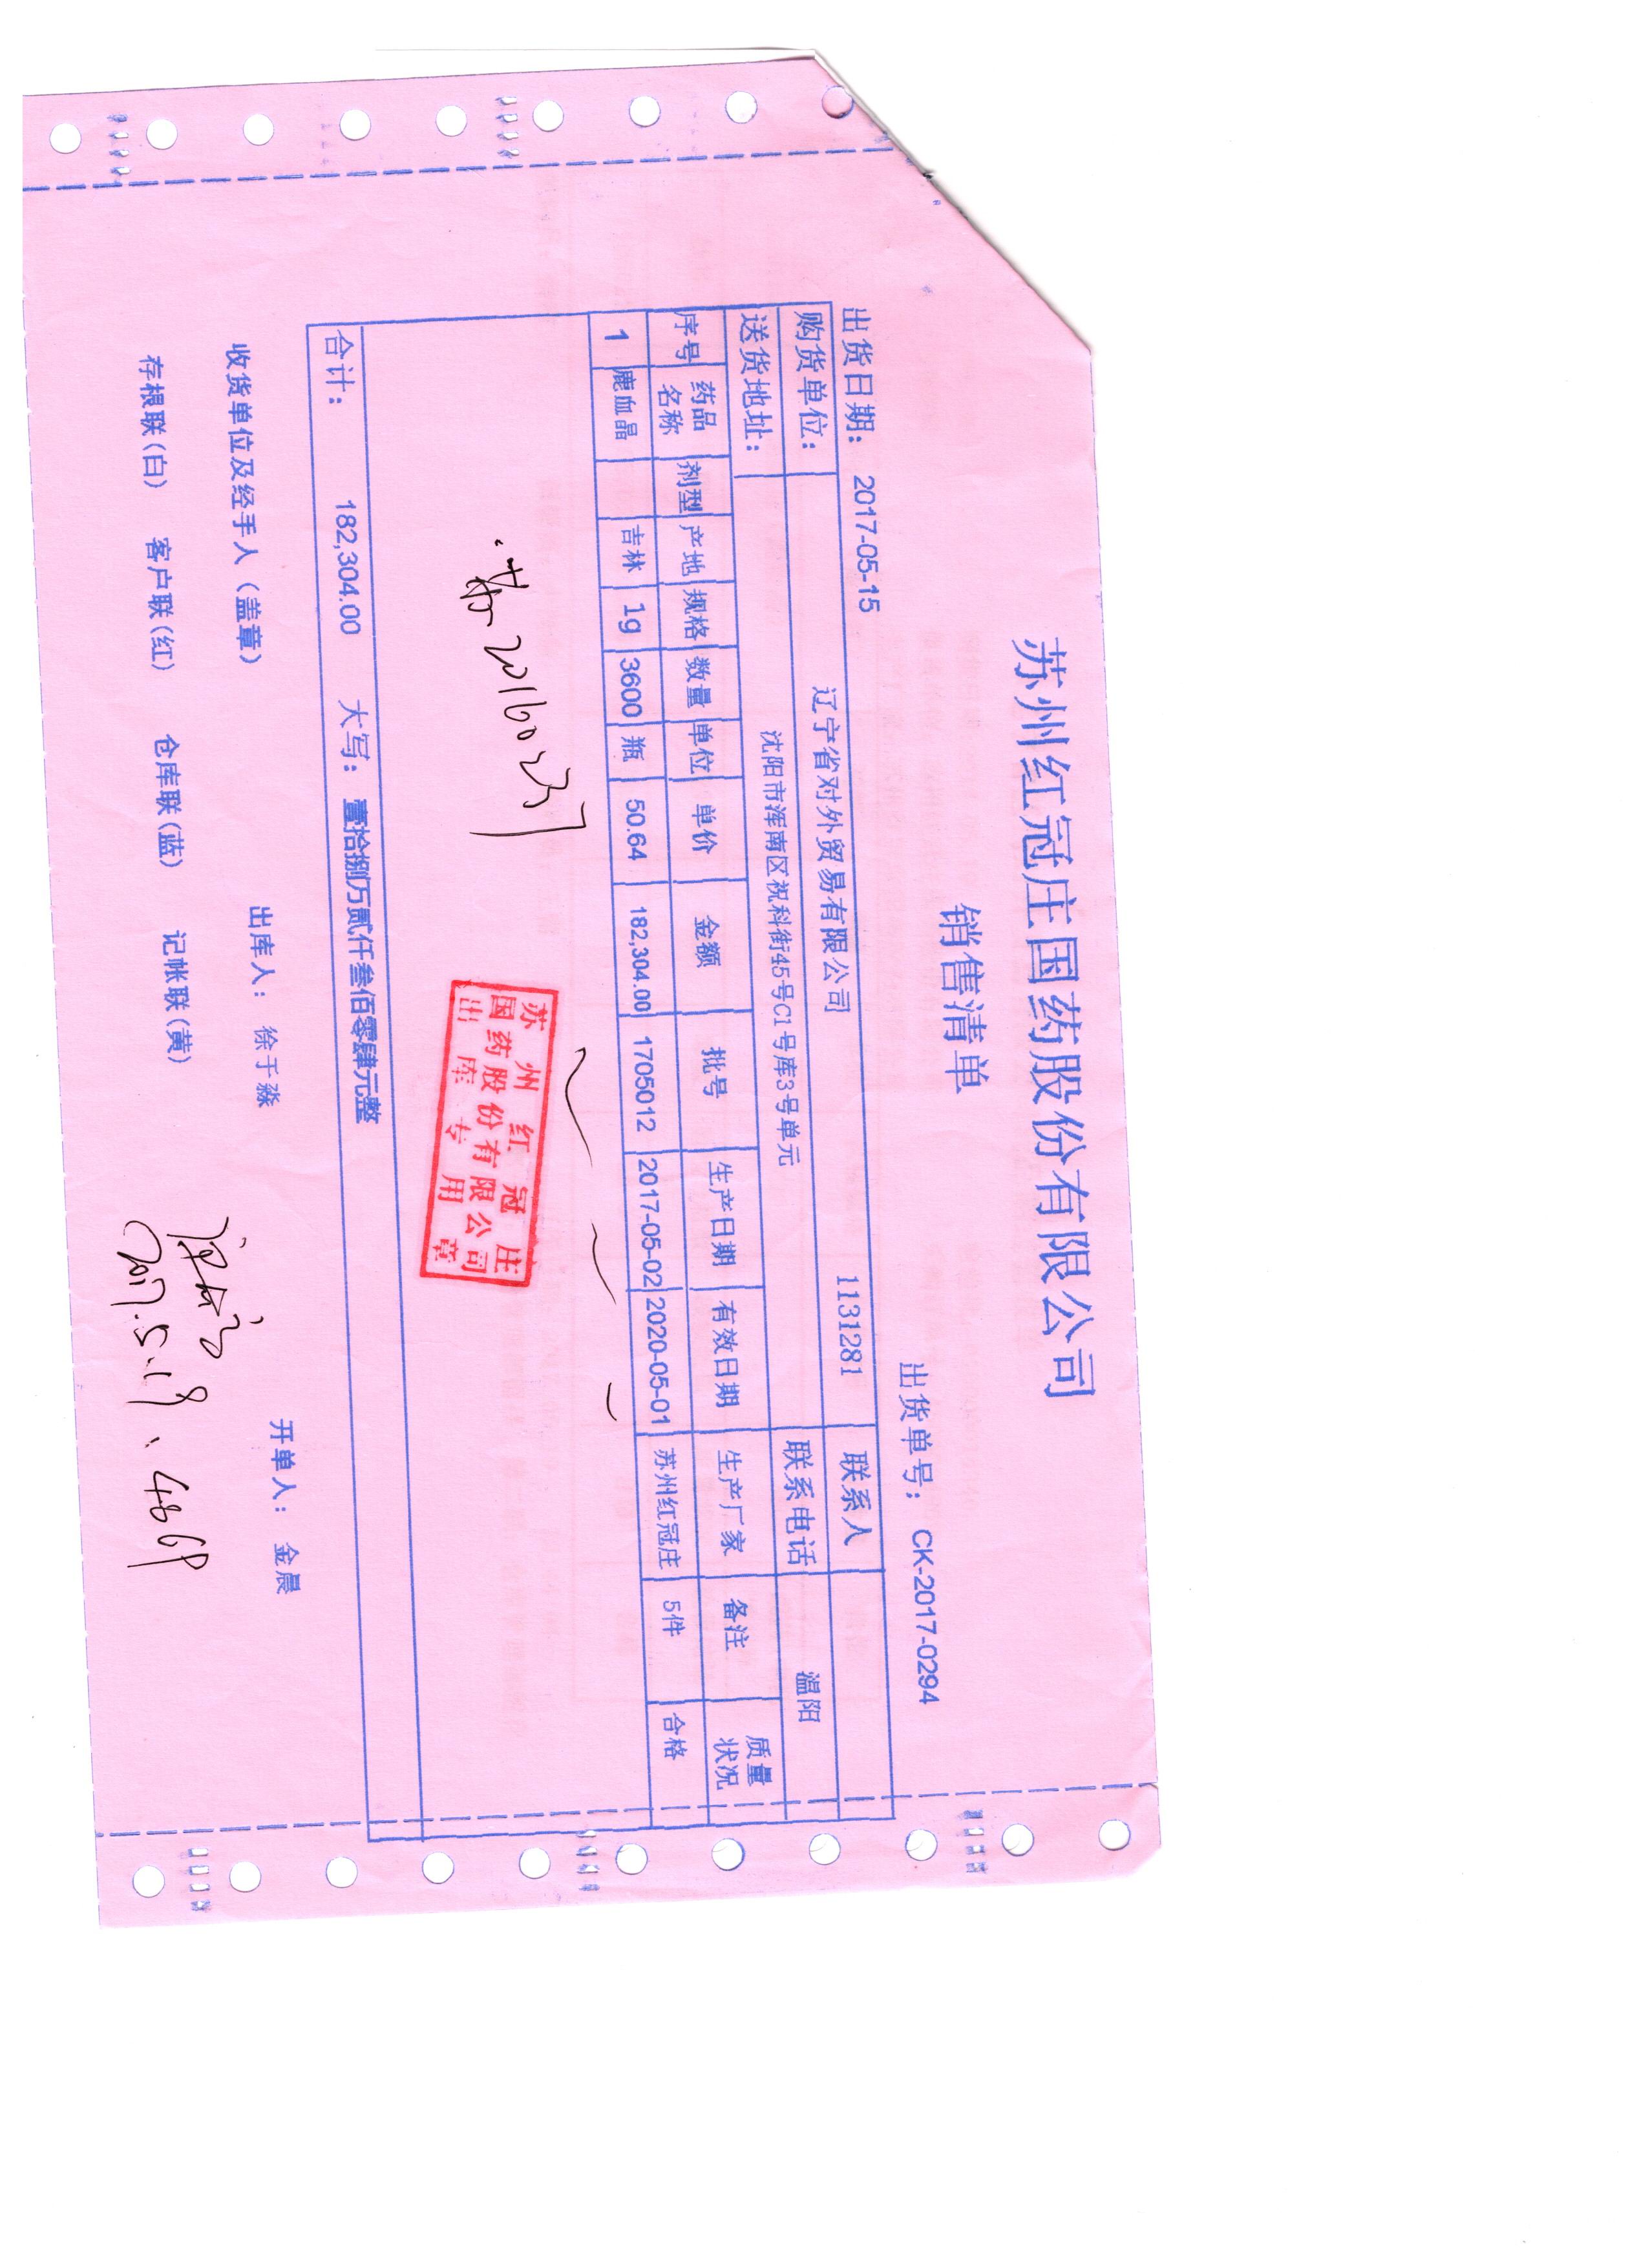 苏州红冠庄国药股份有限公司
销售清单
出货单号： CK-2017-0294
出货日期： 2017-05-15
购货单位： 辽宁省对外贸易有限公司 1131281 联系人
送货地址： 沈阳市浑南区祝科街45号C1号库3号单元 联系电话 温阳
序号 药品名称 剂型 产地 规格 数量 单位 单价 金额 批号 生产日期 有效日期 生产厂家 备注 质量状况
1 鹿血晶 吉林 1g 3600 瓶 50.64 182,304.00 1705012 2017-05-02 2020-05-01 苏州红冠庄 5件 合格
苏2016023
苏州红冠庄
国药股份有限公司
出库专用章
合计： 182,304.00 大写： 壹拾捌万贰仟叁佰零肆元整
收货单位及经手人（盖章） 出库人： 徐于淼 开单人： 金晨
存根联(白) 客户联(红) 仓库联(蓝) 记帐联(黄)
2017.5.19. 4869